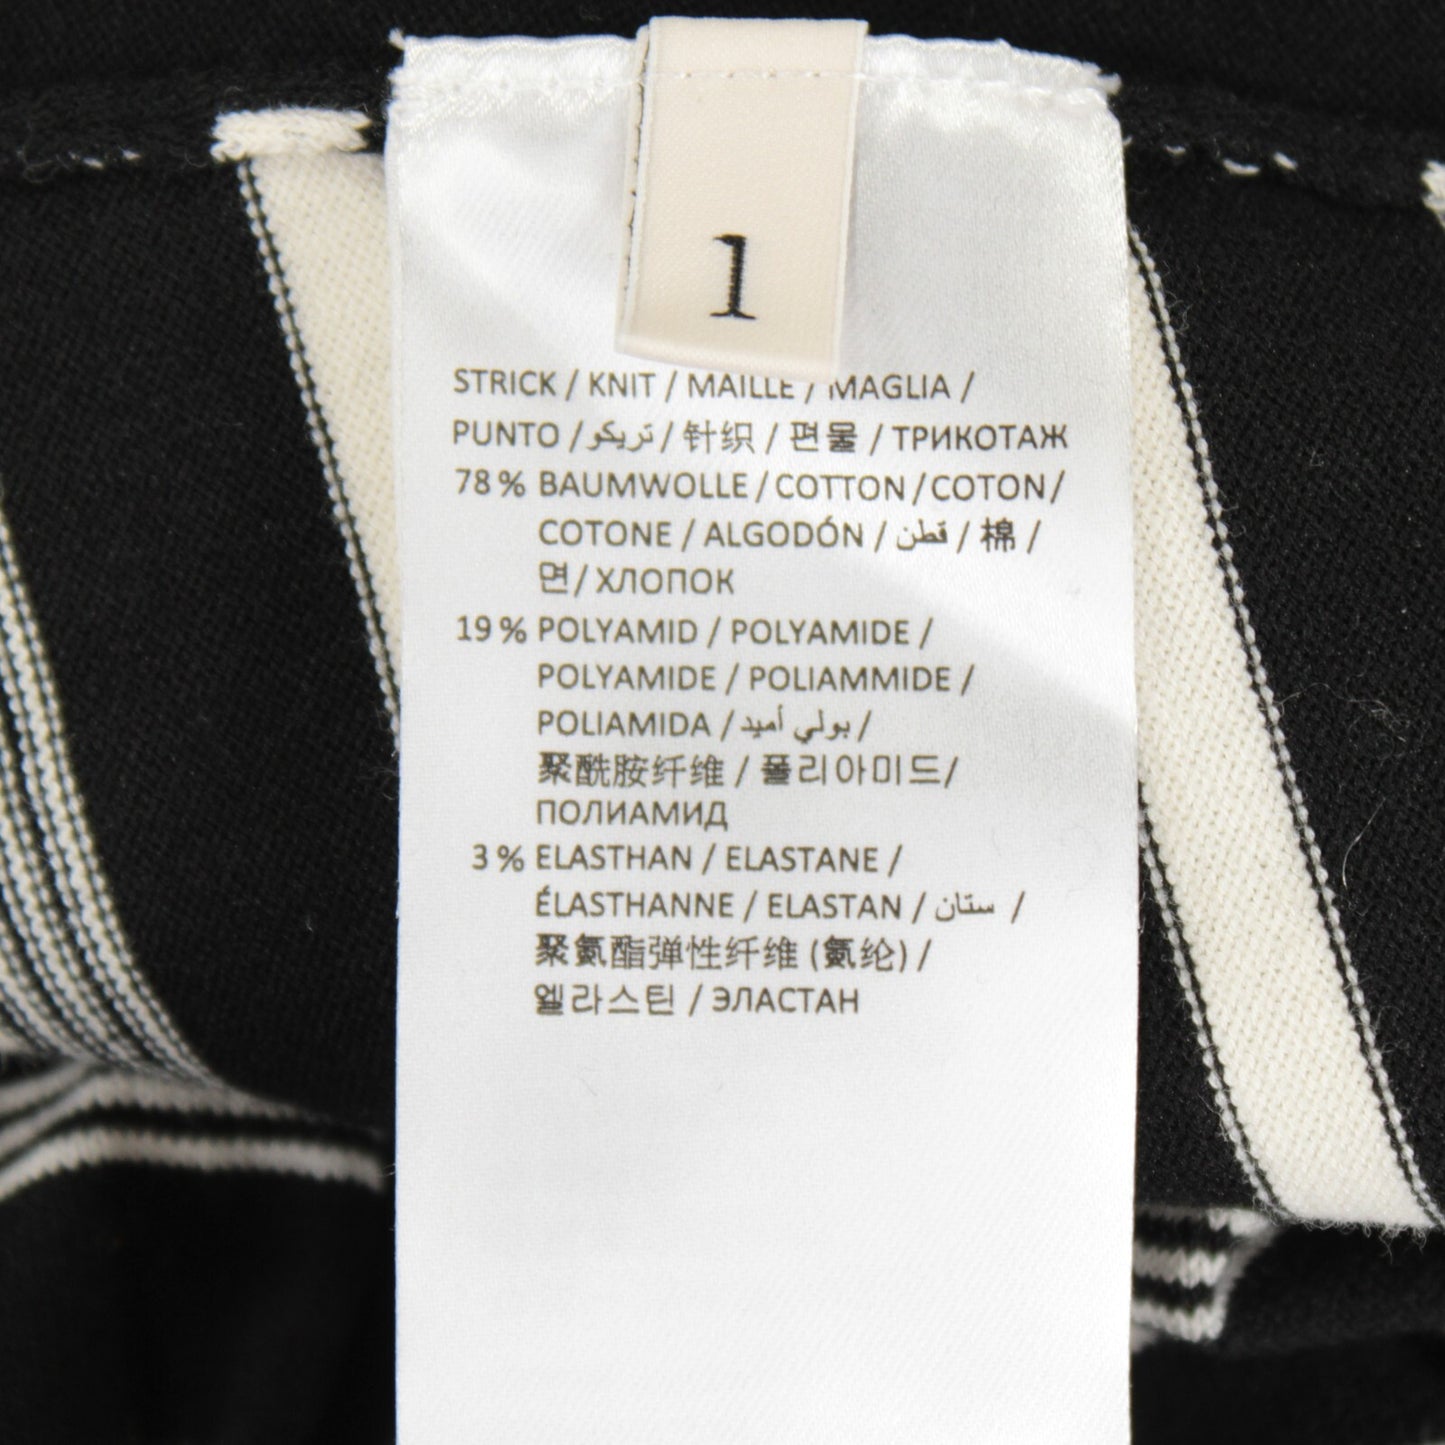 1
STRICK / KNIT / MAILLE / MAGLIA /
PUNTO / تريكو / 针织 / 편물 / ТРИКОТАЖ
78 % BAUMWOLLE / COTTON / COTON /
COTONE / ALGODÓN / قطن / 棉 /
면 / ХЛОПОК
19 % POLYAMID / POLYAMIDE /
POLYAMIDE / POLIAMMIDE /
POLIAMIDA / بولي أميد /
聚酰胺纤维 / 폴리아미드 /
ПОЛИАМИД
3 % ELASTHAN / ELASTANE /
ÉLASTHANNE / ELASTAN / ستان /
聚氨酯弹性纤维 (氨纶) /
엘라스틴 / ЭЛАСТАН